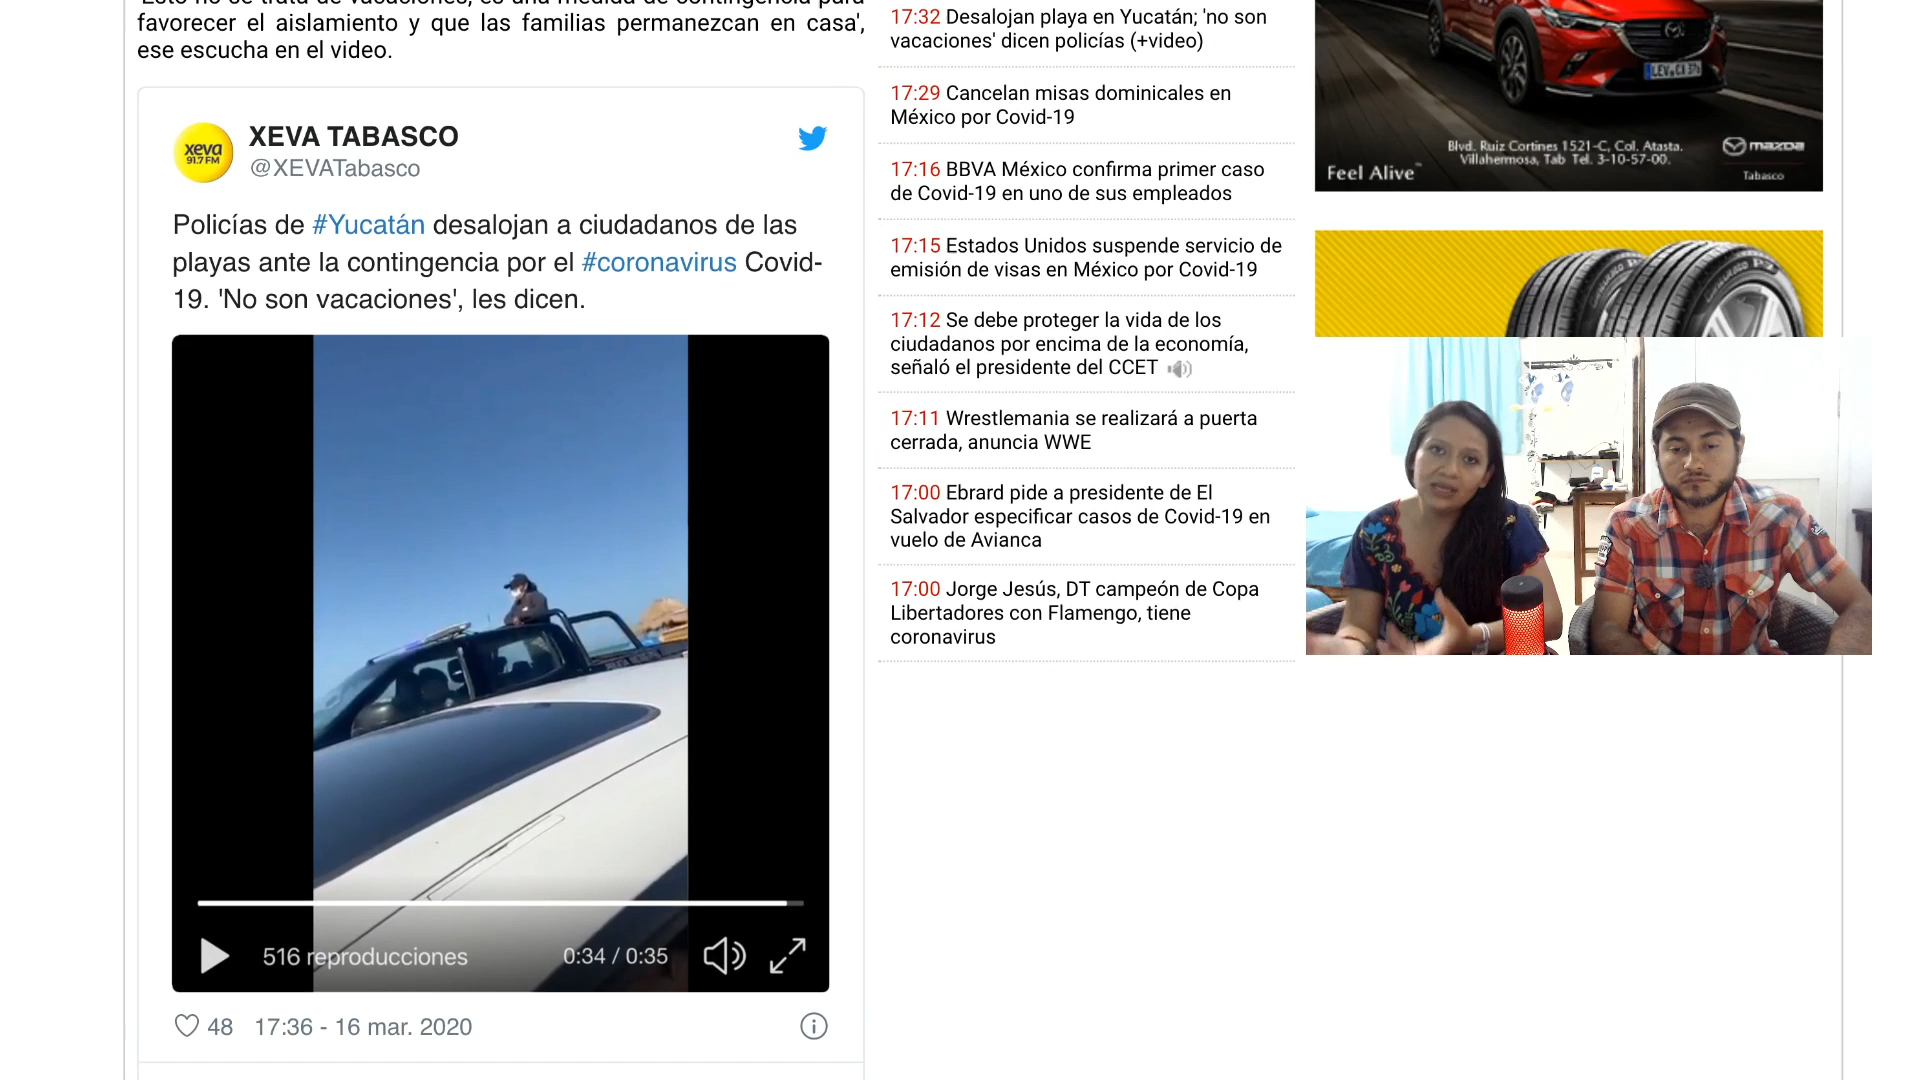 favorecer el aislamiento y que las familias permanezcan en casa',
ese escucha en el video.
xeva
91.7 FM
XEVA TABASCO
@XEVATabasco
Policías de #Yucatán desalojan a ciudadanos de las
playas ante la contingencia por el #coronavirus Covid-
19. 'No son vacaciones', les dicen.
516 reproducciones
0:34 / 0:35
48 17:36 - 16 mar. 2020
17:32 Desalojan playa en Yucatán; 'no son
vacaciones' dicen policías (+video)
17:29 Cancelan misas dominicales en
México por Covid-19
17:16 BBVA México confirma primer caso
de Covid-19 en uno de sus empleados
17:15 Estados Unidos suspende servicio de
emisión de visas en México por Covid-19
17:12 Se debe proteger la vida de los
ciudadanos por encima de la economía,
señaló el presidente del CCET
17:11 Wrestlemania se realizará a puerta
cerrada, anuncia WWE
17:00 Ebrard pide a presidente de El
Salvador especificar casos de Covid-19 en
vuelo de Avianca
17:00 Jorge Jesús, DT campeón de Copa
Libertadores con Flamengo, tiene
coronavirus
Blvd. Ruiz Cortines 1521-C, Col. Atasta.
Villahermosa, Tab Tel. 3-10-57-00.
Feel Alive™
mazda
Tabasco